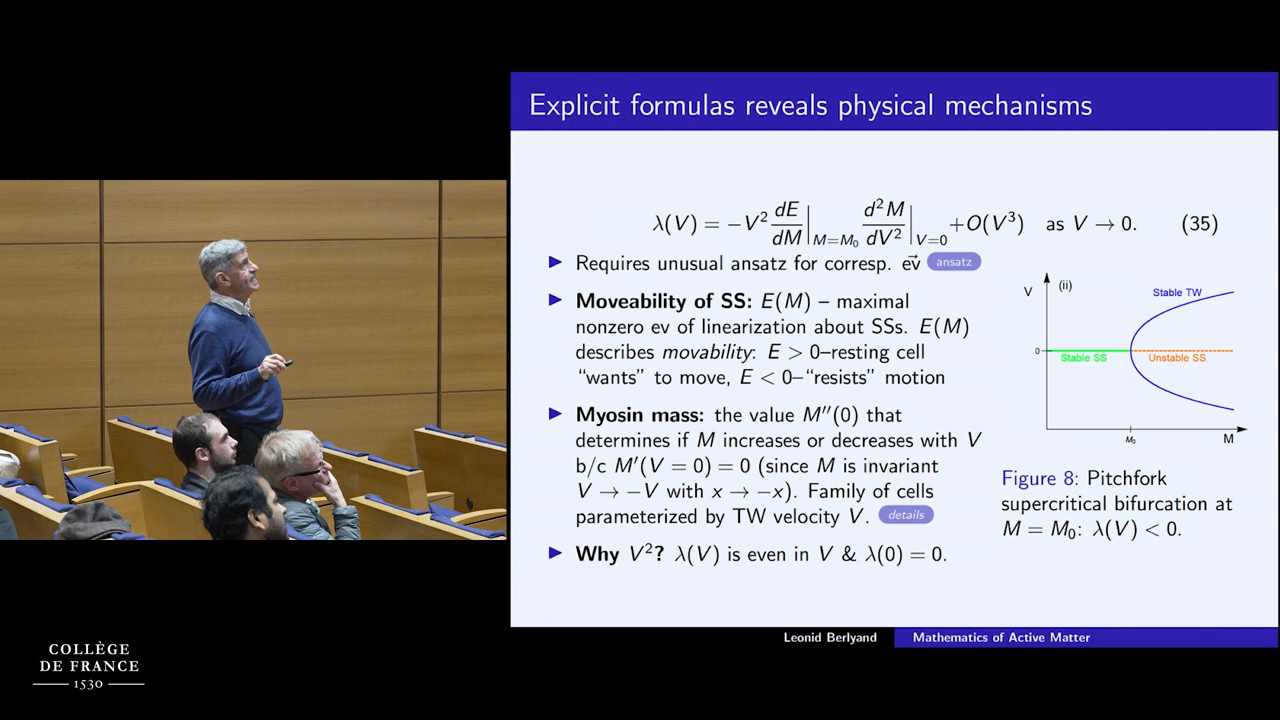 Explicit formulas reveals physical mechanisms
λ(V) = −V² dE/dM |M=M₀ d²M/dV² |V=0 +O(V³) as V → 0. (35)
▶ Requires unusual ansatz for corresp. ev⃗ ansatz
▶ Moveability of SS: E(M) – maximal
nonzero ev of linearization about SSs. E(M)
describes movability: E > 0–resting cell
“wants” to move, E < 0–“resists” motion
▶ Myosin mass: the value M′′(0) that
determines if M increases or decreases with V
b/c M′(V = 0) = 0 (since M is invariant
V → −V with x → −x). Family of cells
parameterized by TW velocity V. details
▶ Why V²? λ(V) is even in V & λ(0) = 0.
V
(ii)
Stable TW
0
Stable SS
Unstable SS
M₀
M
Figure 8: Pitchfork
supercritical bifurcation at
M = M₀: λ(V) < 0.
Leonid Berlyand
Mathematics of Active Matter
COLLÈGE
DE FRANCE
1530